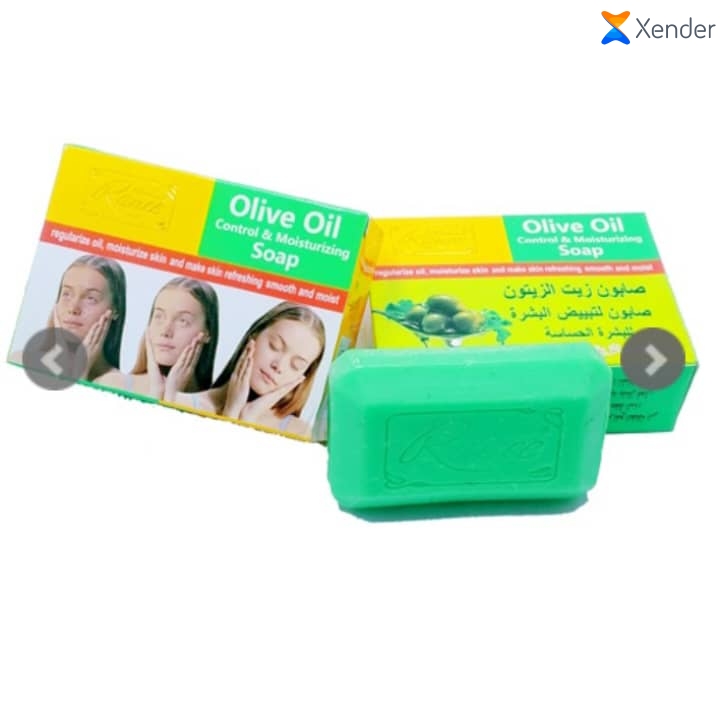 Xender
Renee
Olive Oil
Control & Moisturizing
Soap
regularize oil, moisturize skin and make skin refreshing smooth and moist
Olive Oil
Control & Moisturizing
Soap
regularize oil, moisturize skin and make skin refreshing smooth and moist
صابون زيت الزيتون
صابون لتبييض البشرة
للبشرة الحساسة
Renee